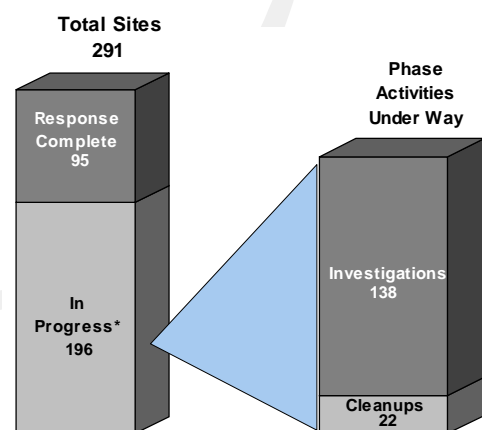 Total Sites
291
Response
Complete
95
In
Progress*
196
Phase
Activities
Under Way
Investigations
138
Cleanups
22